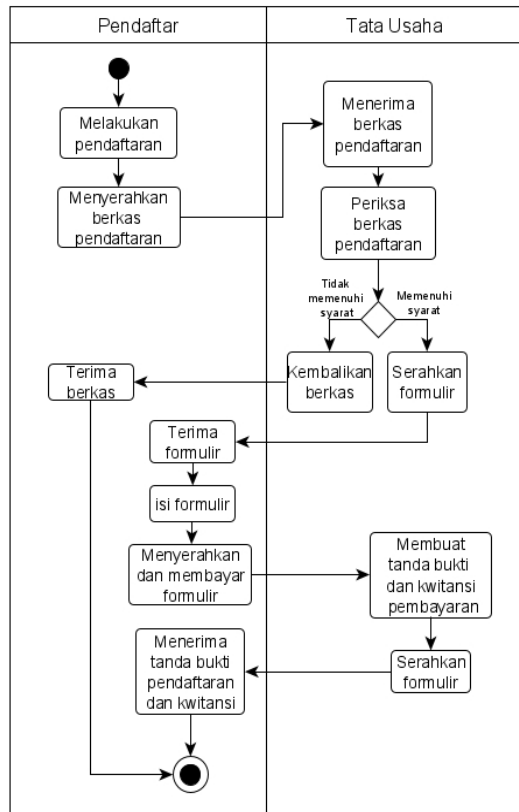 Pendaftar
Tata Usaha
Melakukan
pendaftaran
Menyerahkan
berkas
pendaftaran
Menerima
berkas
pendaftaran
Periksa
berkas
pendaftaran
Tidak
memenuhi
syarat
Memenuhi
syarat
Kembalikan
berkas
Serahkan
formulir
Terima
berkas
Terima
formulir
isi formulir
Menyerahkan
dan membayar
formulir
Membuat
tanda bukti
dan kwitansi
pembayaran
Serahkan
formulir
Menerima
tanda bukti
pendaftaran
dan kwitansi